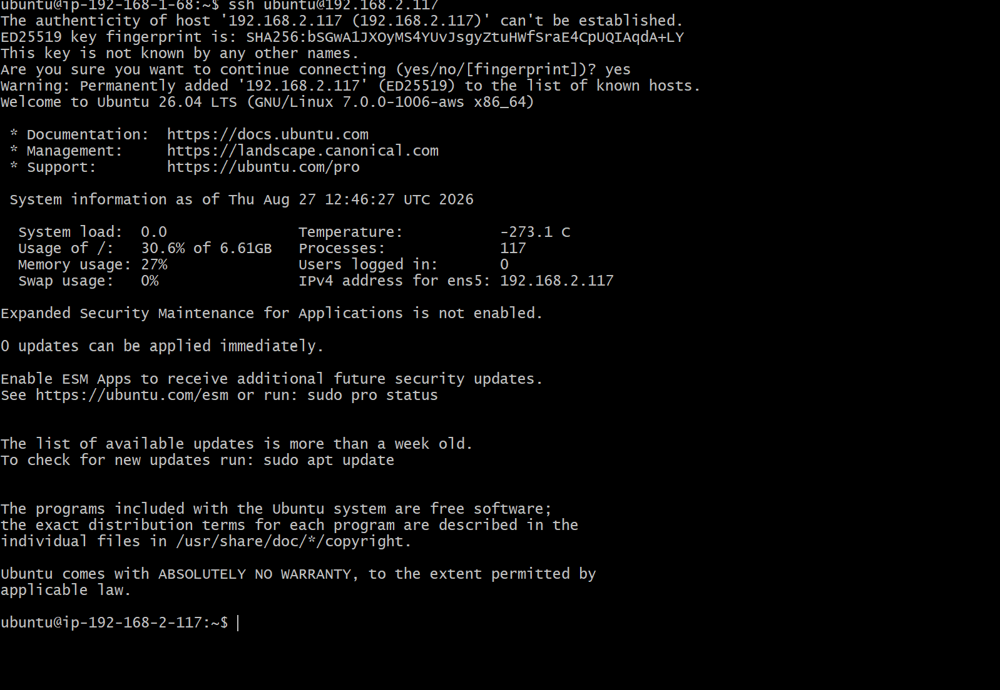 ubuntu@ip-192-168-1-68:~$ ssh ubuntu@192.168.2.117
The authenticity of host '192.168.2.117 (192.168.2.117)' can't be established.
ED25519 key fingerprint is: SHA256:bSGwA1JXOyMS4YUvJsgyZtuHWfSraE4CpUQIAqdA+LY
This key is not known by any other names.
Are you sure you want to continue connecting (yes/no/[fingerprint])? yes
Warning: Permanently added '192.168.2.117' (ED25519) to the list of known hosts.
Welcome to Ubuntu 26.04 LTS (GNU/Linux 7.0.0-1006-aws x86_64)

 * Documentation:  https://docs.ubuntu.com
 * Management:     https://landscape.canonical.com
 * Support:        https://ubuntu.com/pro

 System information as of Thu Aug 27 12:46:27 UTC 2026

  System load:  0.0               Temperature:           -273.1 C
  Usage of /:   30.6% of 6.61GB   Processes:             117
  Memory usage: 27%               Users logged in:       0
  Swap usage:   0%                IPv4 address for ens5: 192.168.2.117

Expanded Security Maintenance for Applications is not enabled.

0 updates can be applied immediately.

Enable ESM Apps to receive additional future security updates.
See https://ubuntu.com/esm or run: sudo pro status

The list of available updates is more than a week old.
To check for new updates run: sudo apt update

The programs included with the Ubuntu system are free software;
the exact distribution terms for each program are described in the
individual files in /usr/share/doc/*/copyright.

Ubuntu comes with ABSOLUTELY NO WARRANTY, to the extent permitted by
applicable law.

ubuntu@ip-192-168-2-117:~$